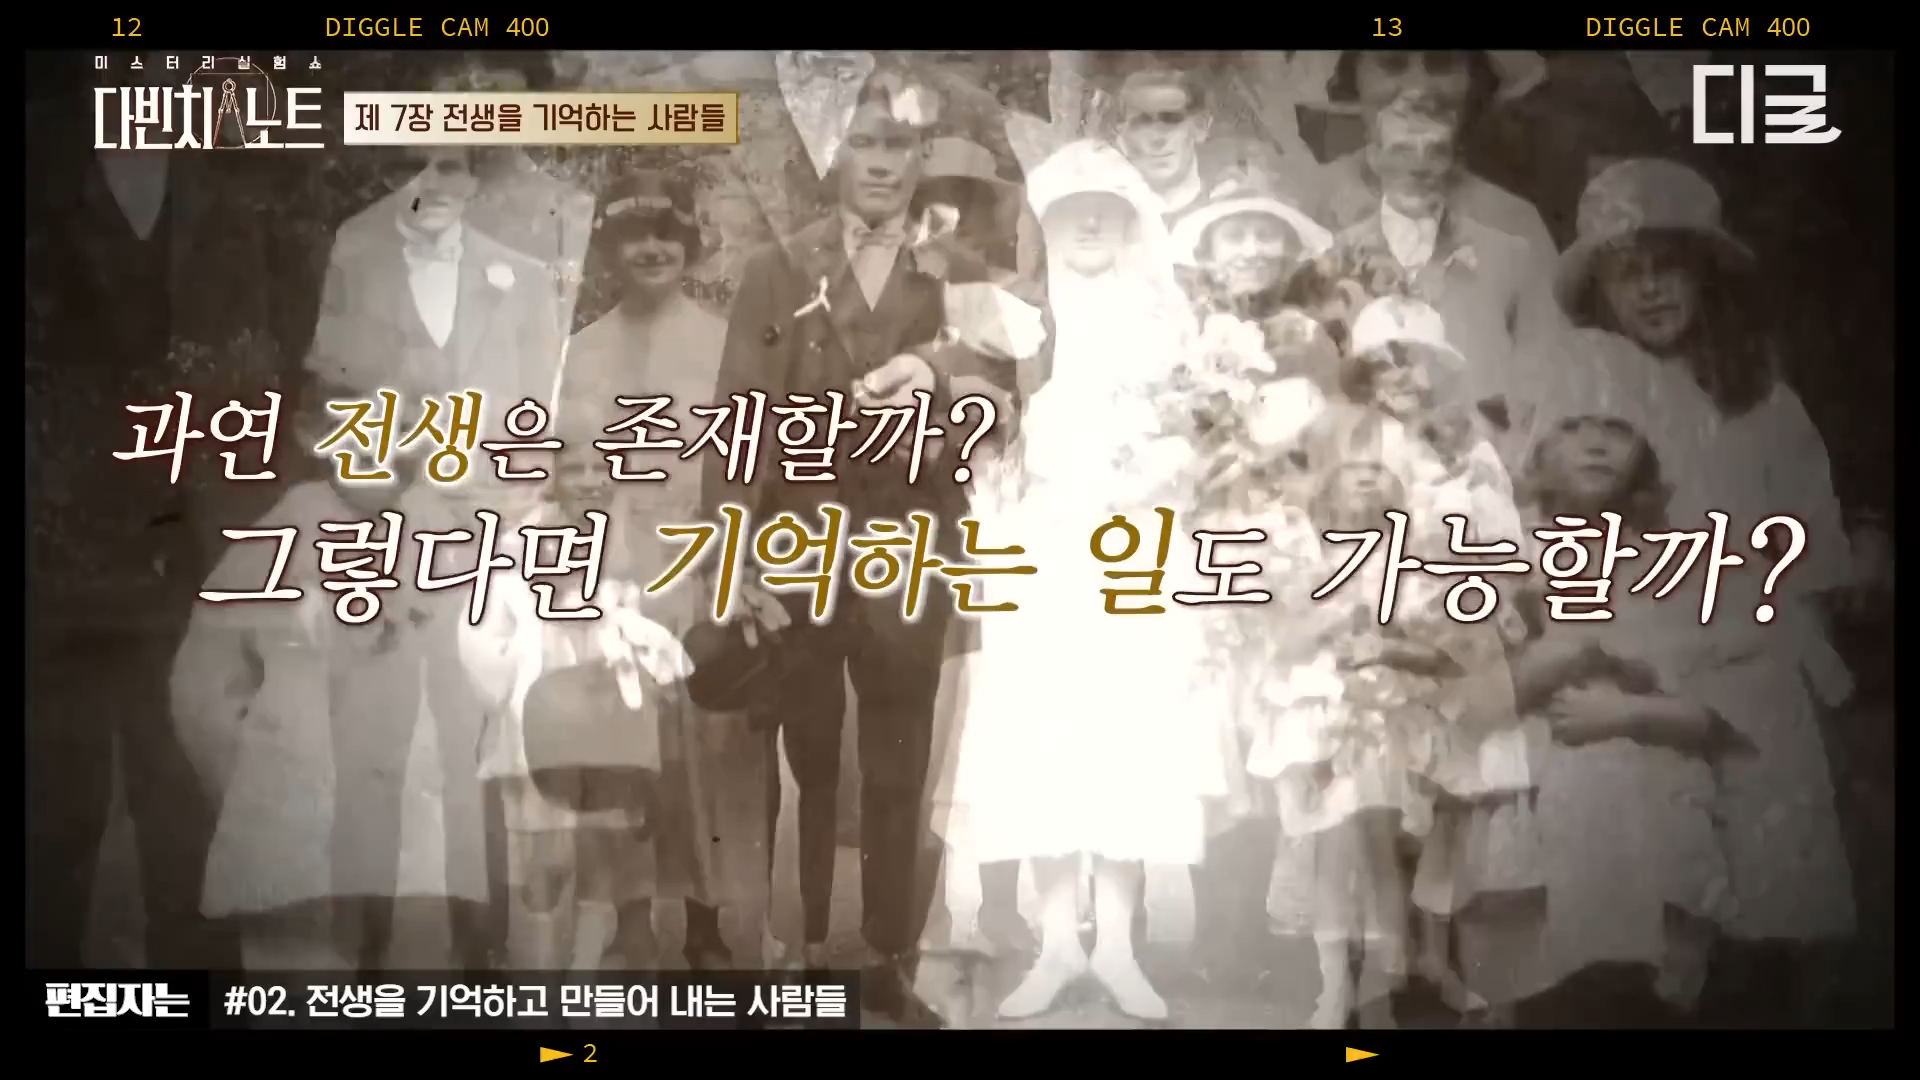 12 DIGGLE CAM 400 13 DIGGLE CAM 400
미스터리실험쇼
다빈치노트
제 7장 전생을 기억하는 사람들
디글
과연 전생은 존재할까?
그렇다면 기억하는 일도 가능할까?
편집자는
#02. 전생을 기억하고 만들어 내는 사람들
2